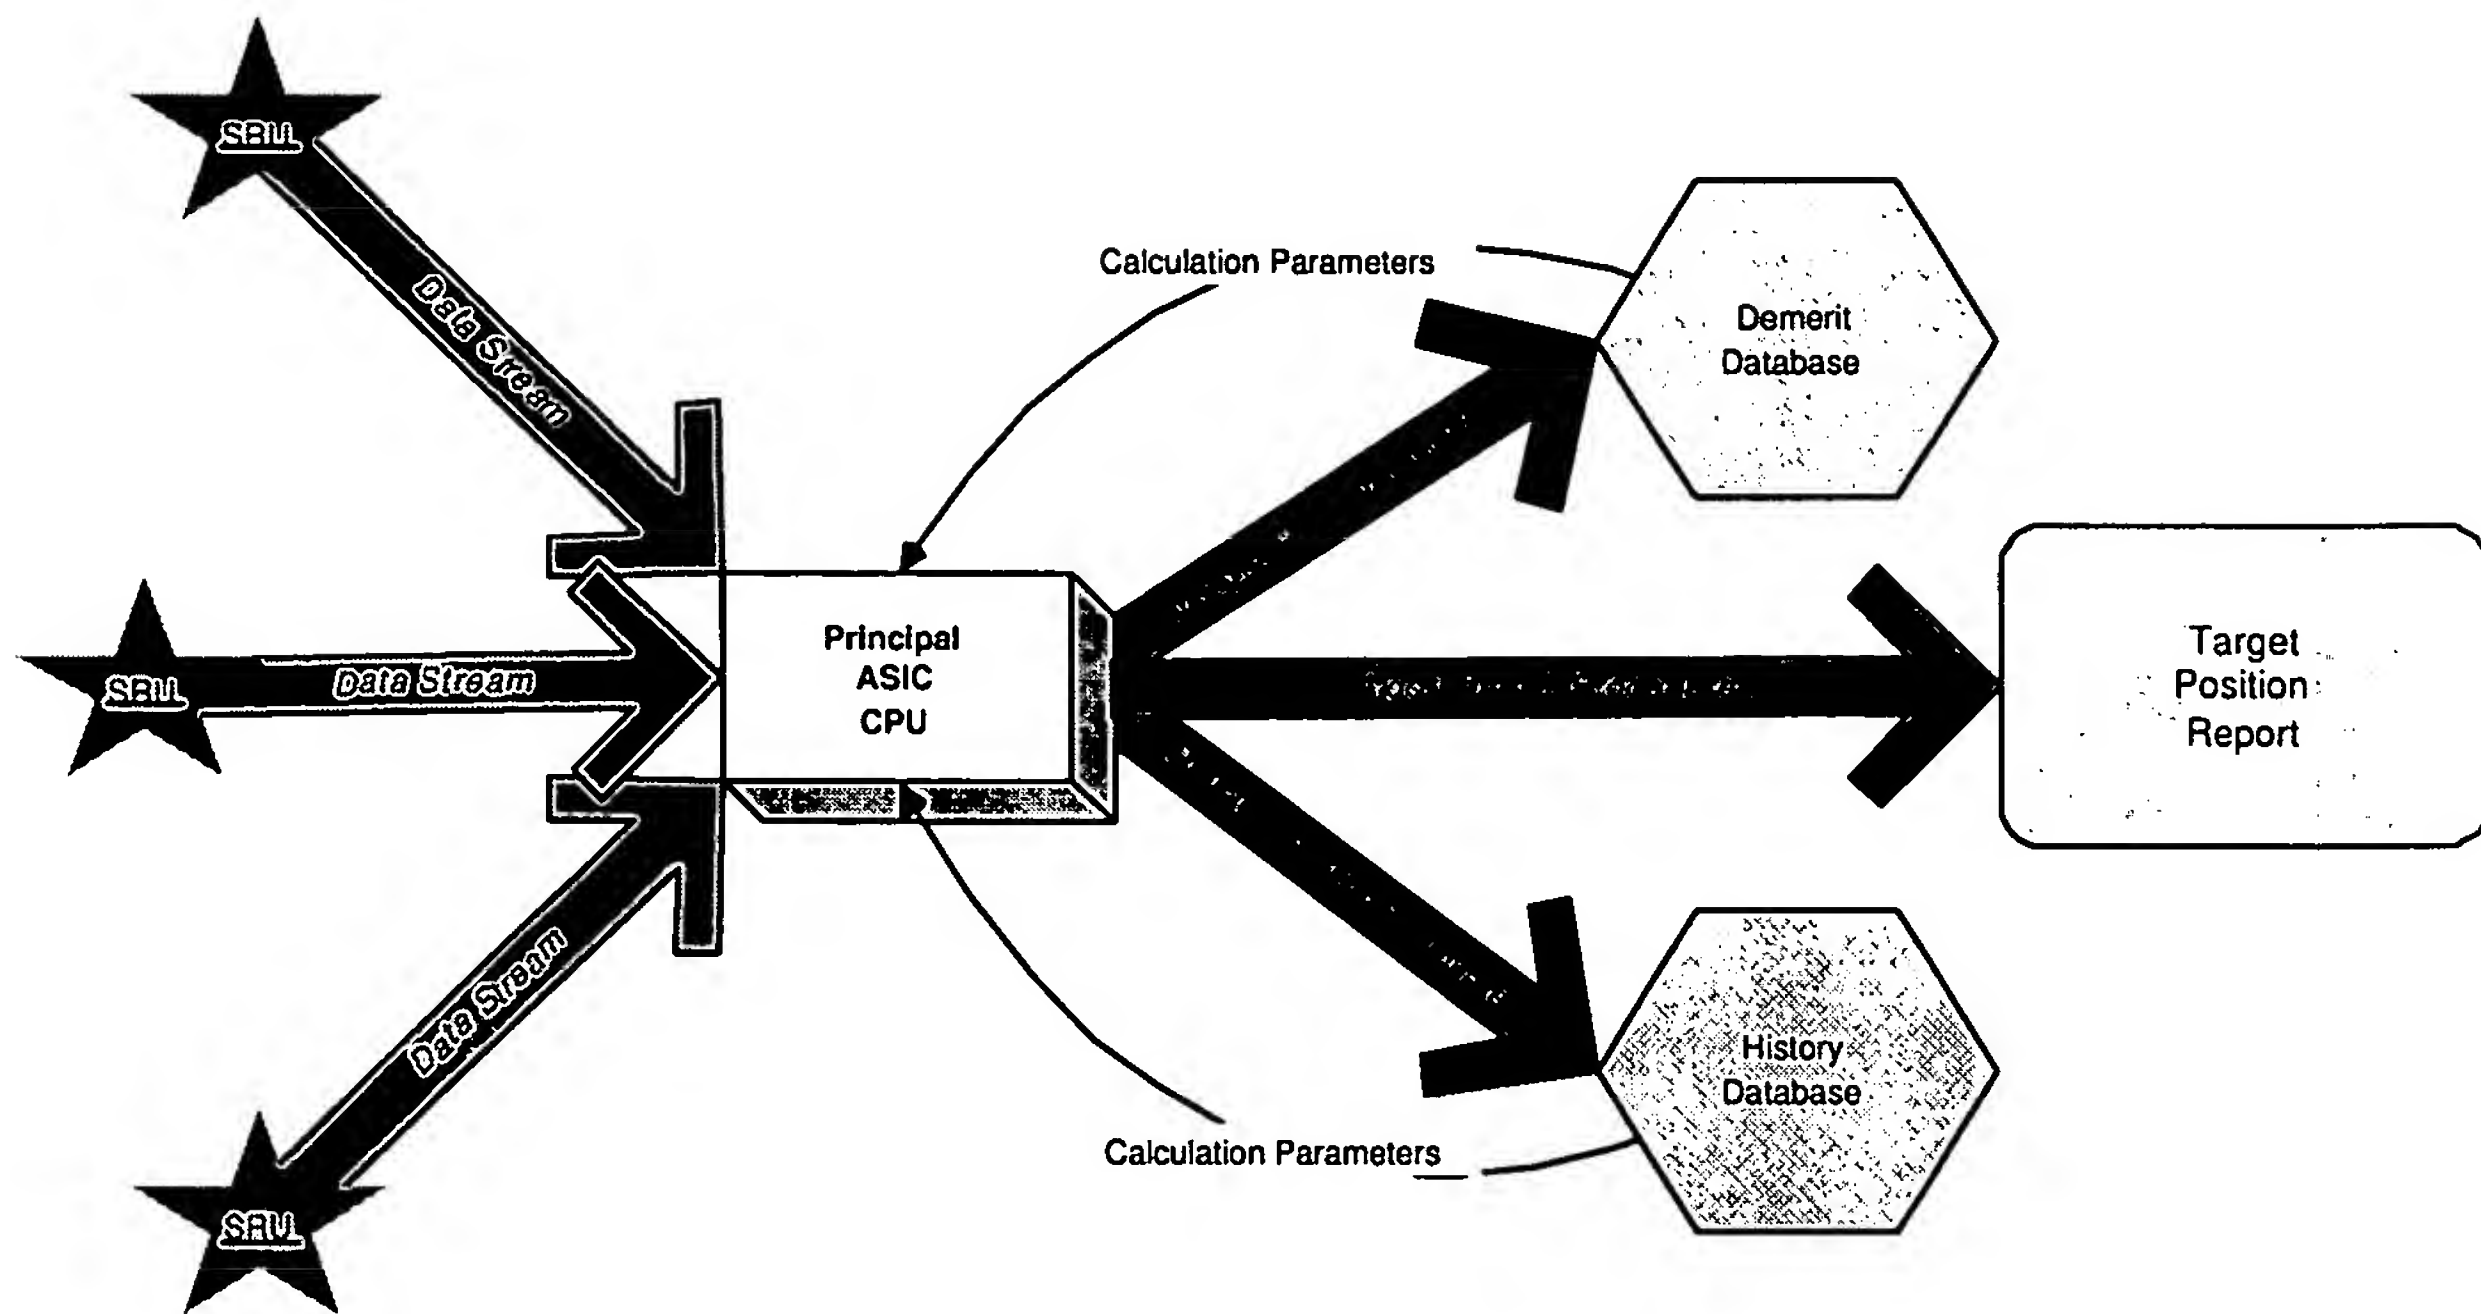 SBU
Data Stream
Calculation Parameters
Demerit
Database
SBU
Data Stream
Principal
ASIC
CPU
Target
Position
Report
Data Stream
History
Database
Calculation Parameters
SBU